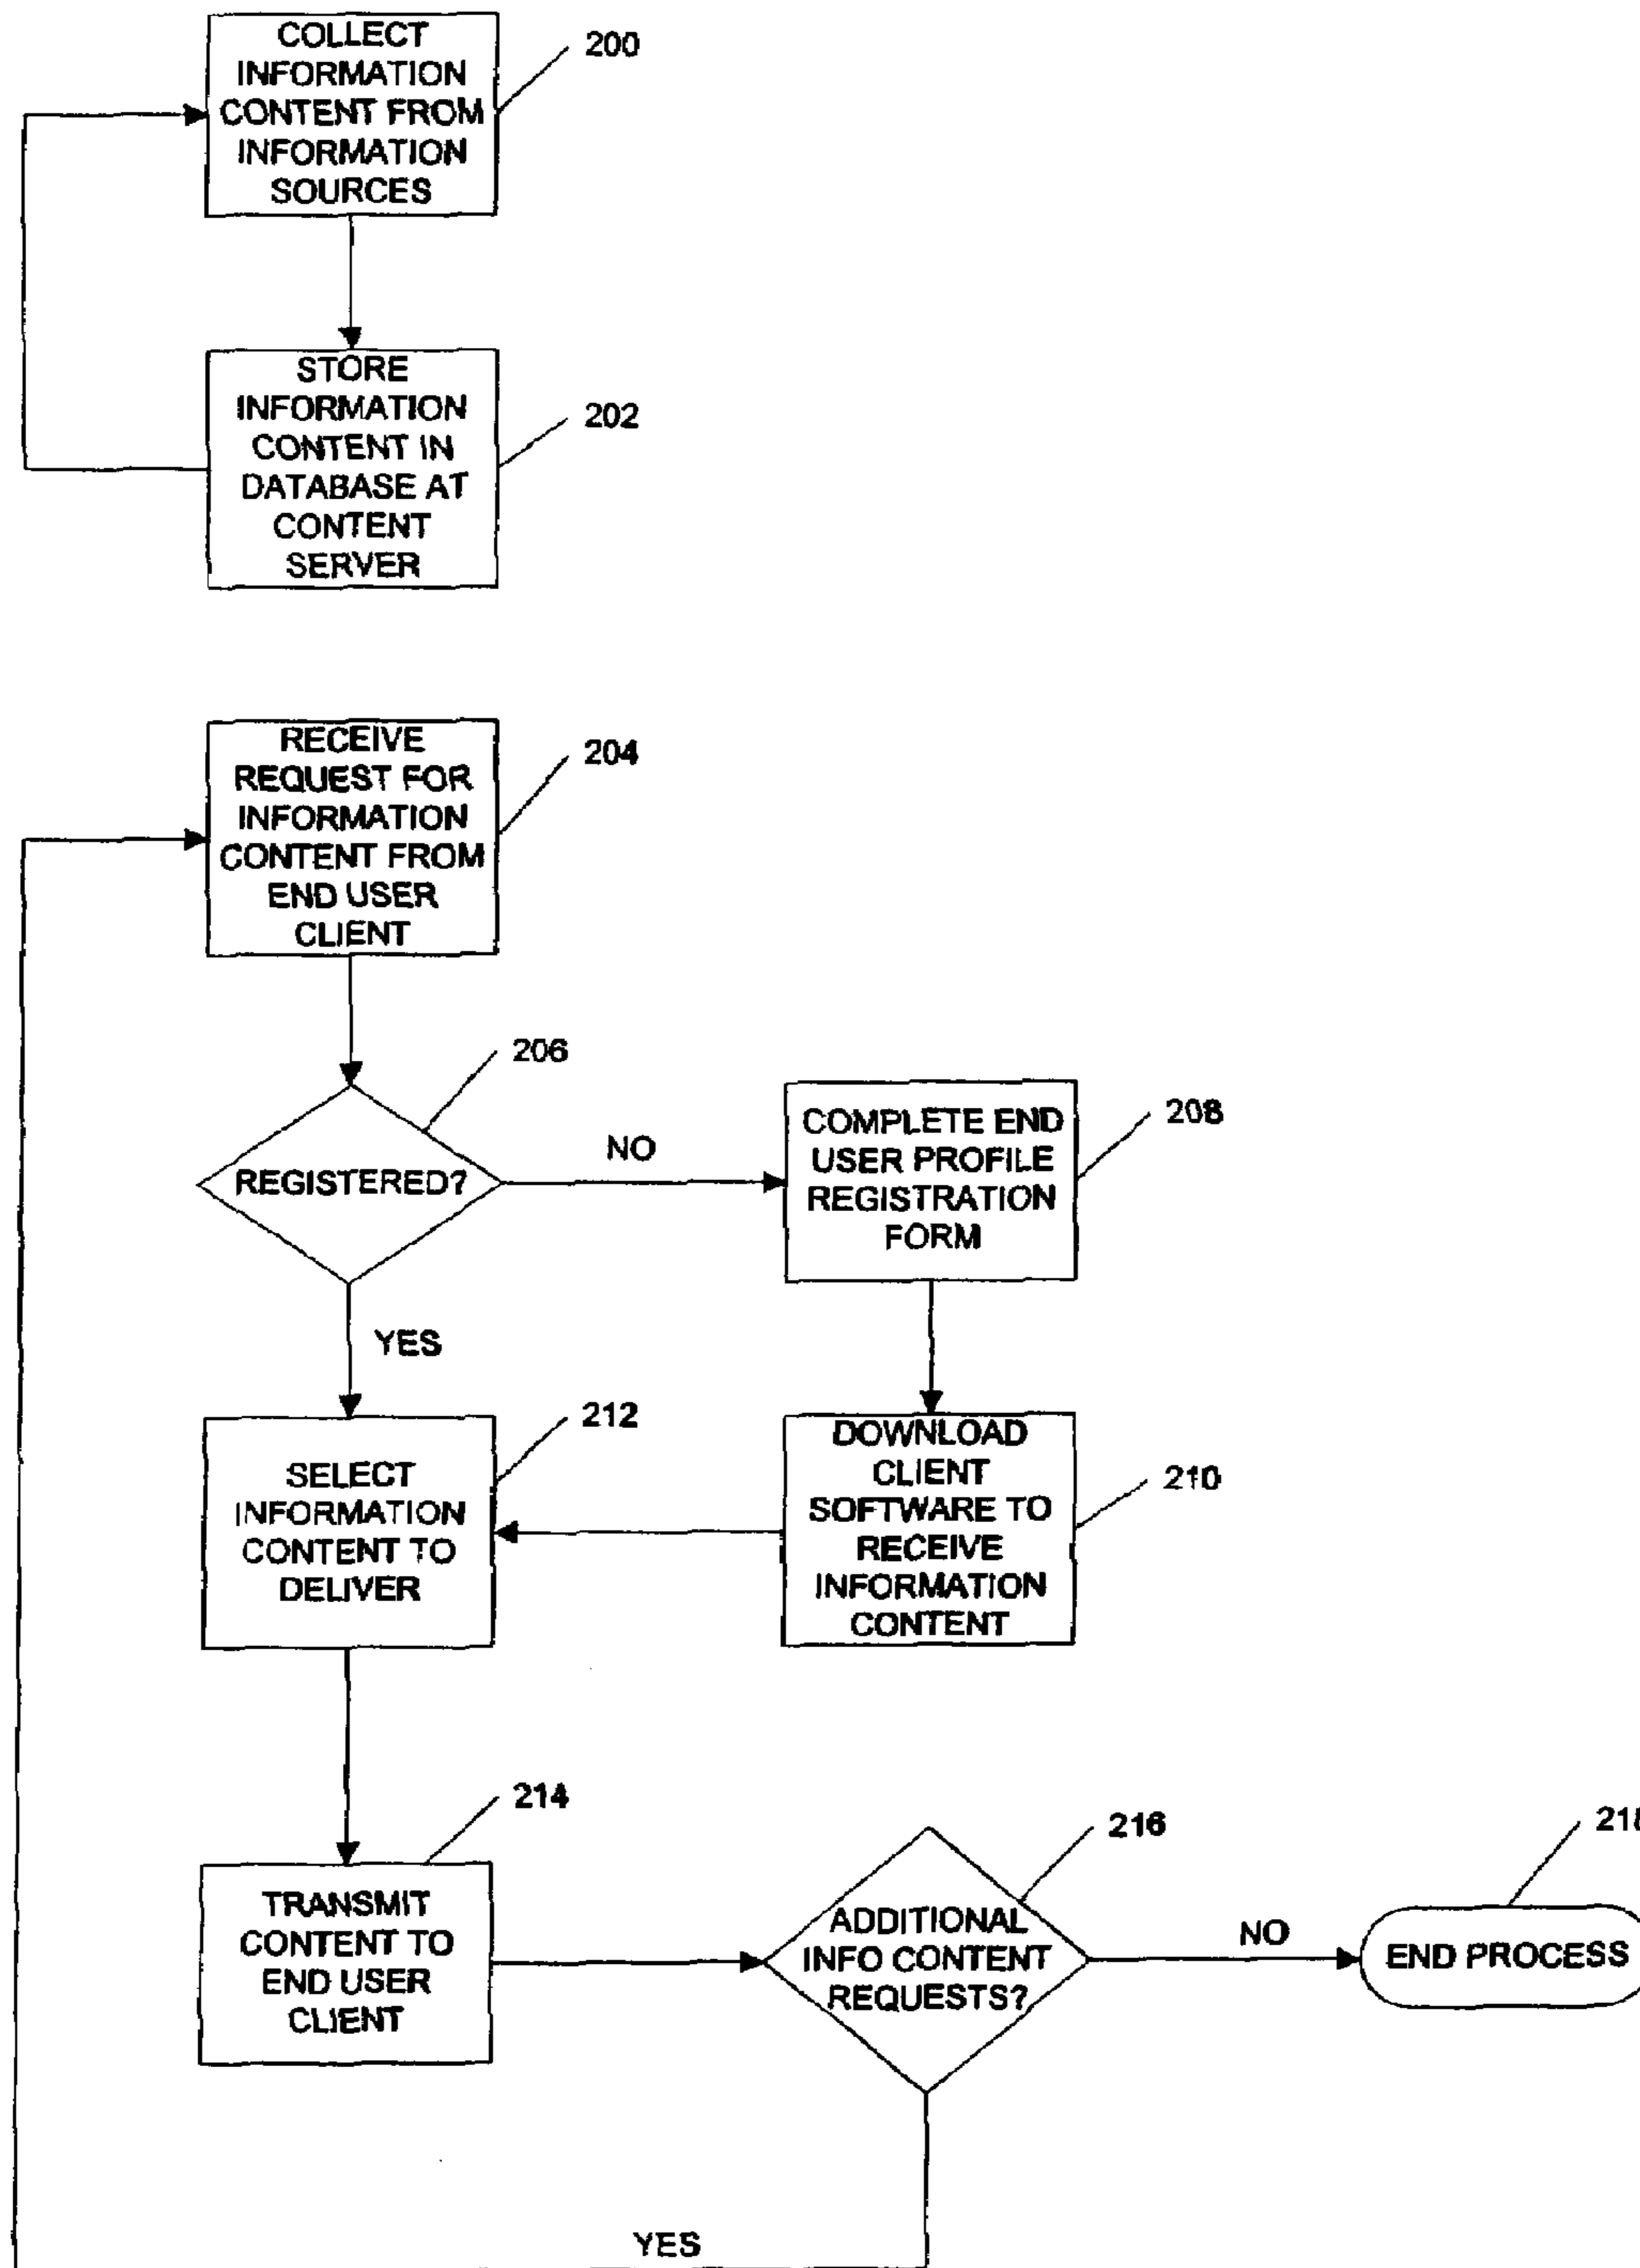 COLLECT
INFORMATION
CONTENT FROM
INFORMATION
SOURCES
200
STORE
INFORMATION
CONTENT IN
DATABASE AT
CONTENT
SERVER
202
RECEIVE
REQUEST FOR
INFORMATION
CONTENT FROM
END USER
CLIENT
204
REGISTERED?
206
NO
COMPLETE END
USER PROFILE
REGISTRATION
FORM
208
YES
DOWNLOAD
CLIENT
SOFTWARE TO
RECEIVE
INFORMATION
CONTENT
210
SELECT
INFORMATION
CONTENT TO
DELIVER
212
TRANSMIT
CONTENT TO
END USER
CLIENT
214
ADDITIONAL
INFO CONTENT
REQUESTS?
216
NO
END PROCESS
YES